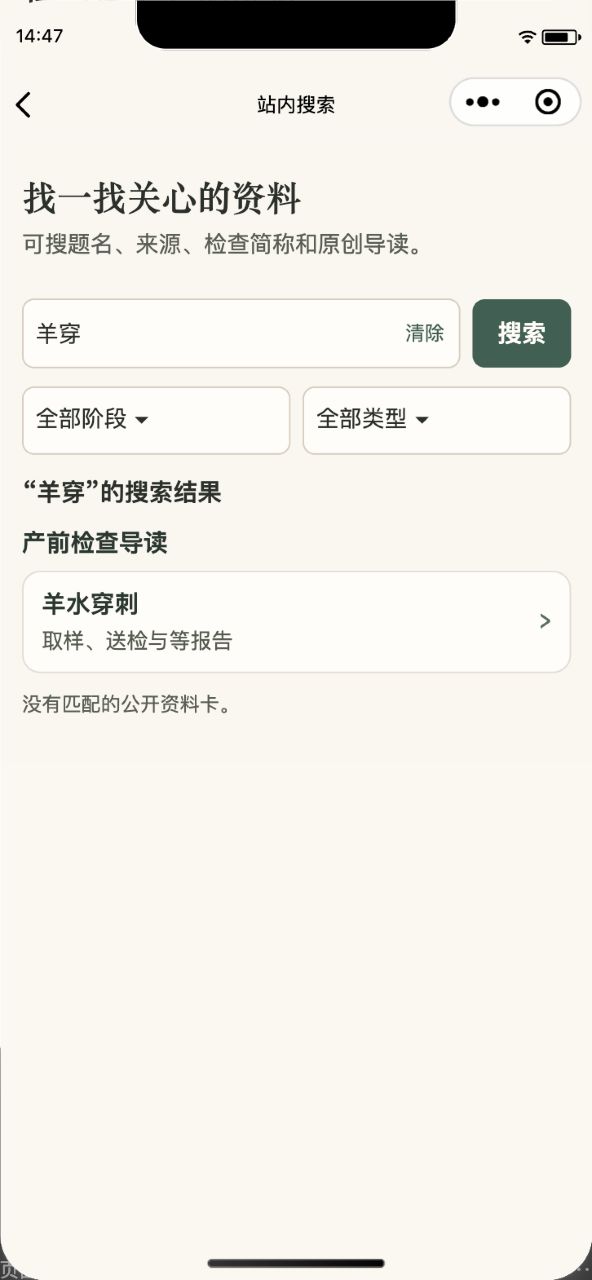 14:47
站内搜索
找一找关心的资料
可搜题名、来源、检查简称和原创导读。
羊穿
清除
搜索
全部阶段
全部类型
“羊穿”的搜索结果
产前检查导读
羊水穿刺
取样、送检与等报告
没有匹配的公开资料卡。